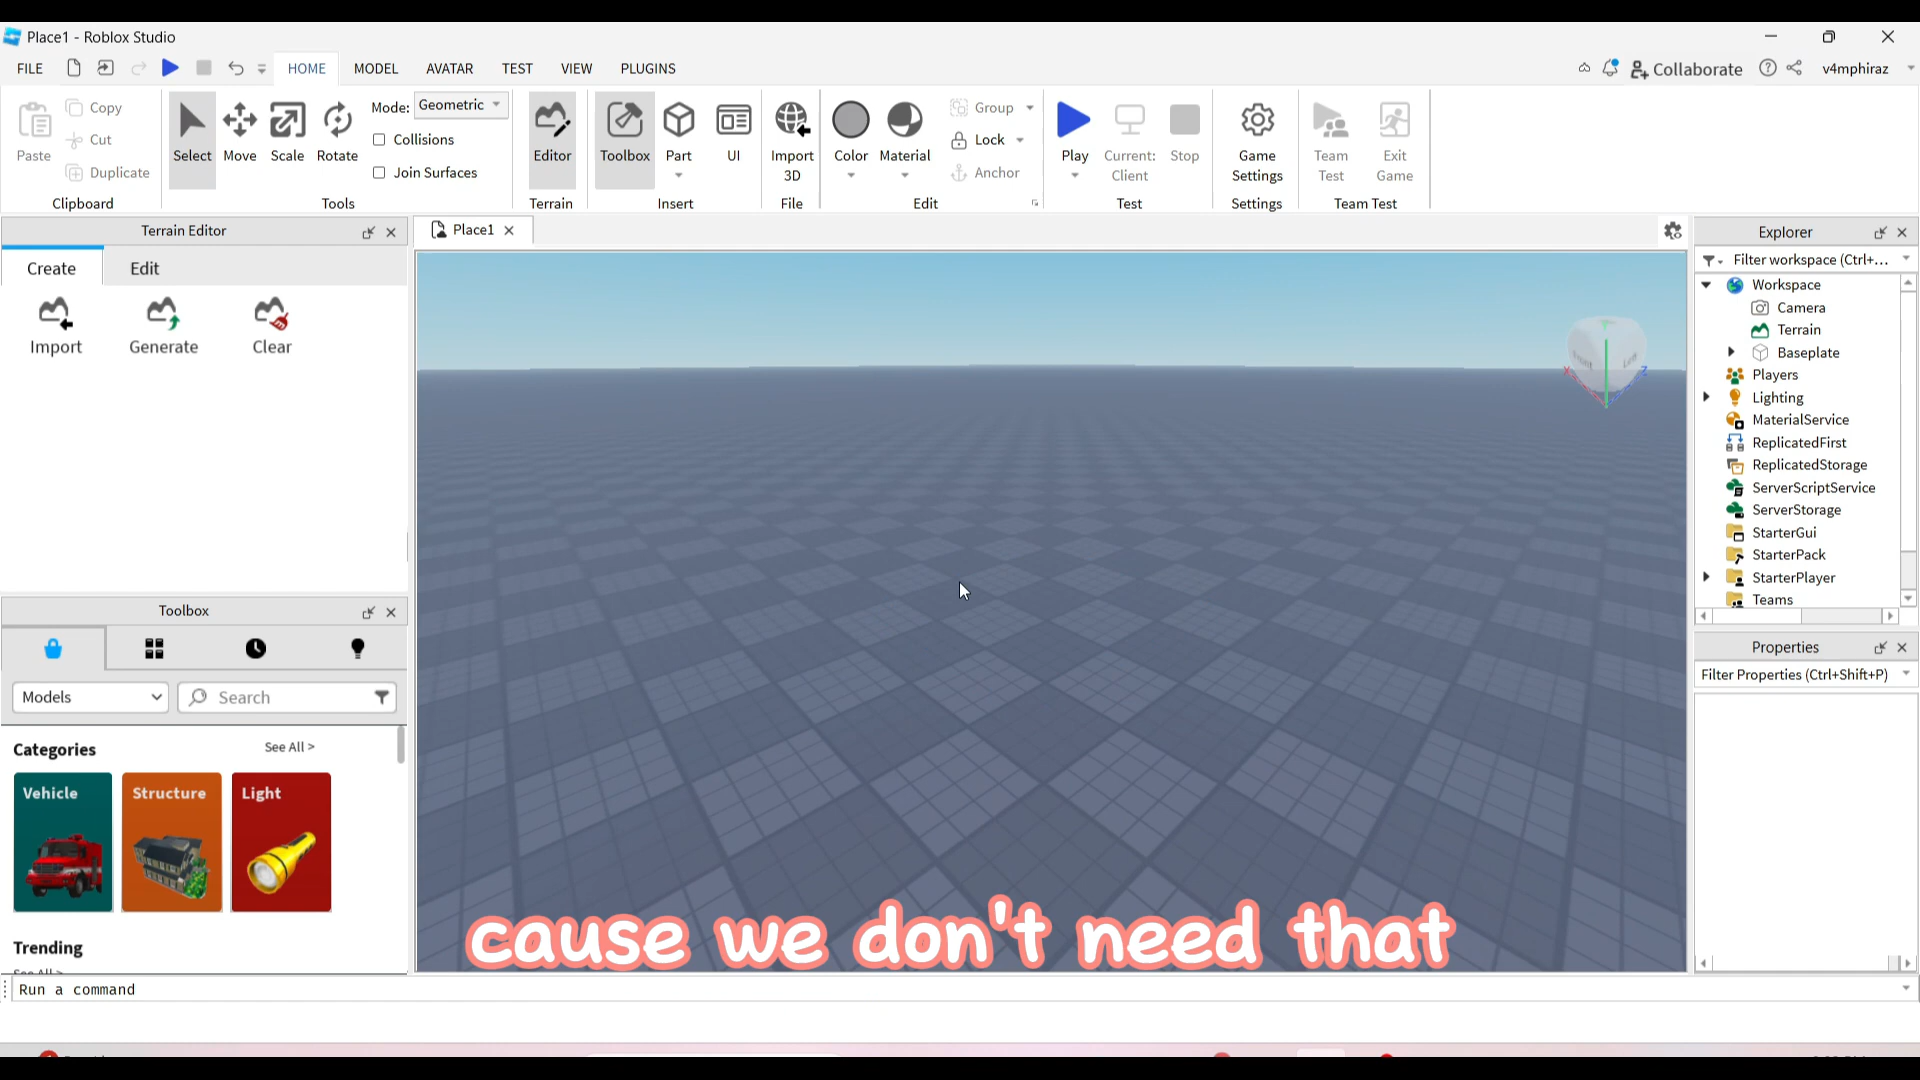 Place1 - Roblox Studio
FILE HOME MODEL AVATAR TEST VIEW PLUGINS Collaborate v4mphiraz
Paste Copy Cut Duplicate
Clipboard
Select Move Scale Rotate
Mode: Geometric
Collisions
Join Surfaces
Tools
Editor
Terrain
Toolbox Part UI
Insert
Import 3D
File
Color Material
Group
Lock
Anchor
Edit
Play
Current: Client
Stop
Test
Game Settings
Settings
Team Test
Exit Game
Team Test
Terrain Editor
Create Edit
Import Generate Clear
Toolbox
Models Search
Categories See All >
Vehicle Structure Light
Trending
See All >
Place1
Front Left
X Z
cause we don't need that
Explorer
Filter workspace (Ctrl+...
Workspace
Camera
Terrain
Baseplate
Players
Lighting
MaterialService
ReplicatedFirst
ReplicatedStorage
ServerScriptService
ServerStorage
StarterGui
StarterPack
StarterPlayer
Teams
Properties
Filter Properties (Ctrl+Shift+P)
Run a command